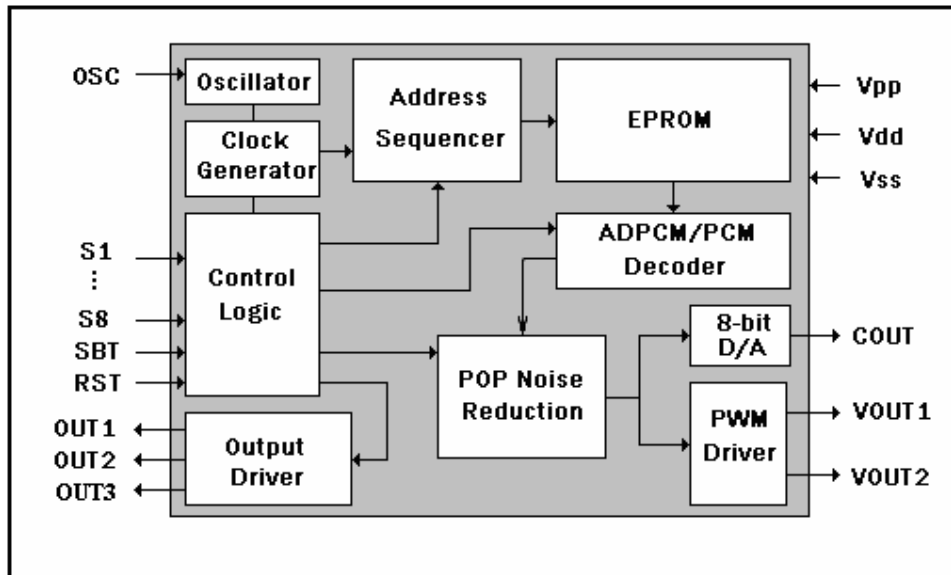 OSC
Oscillator
Clock
Generator
Address
Sequencer
EPROM
Vpp
Vdd
Vss
S1
⋮
S8
SBT
RST
Control
Logic
ADPCM/PCM
Decoder
POP Noise
Reduction
8-bit
D/A
COUT
PWM
Driver
VOUT1
VOUT2
OUT1
OUT2
OUT3
Output
Driver